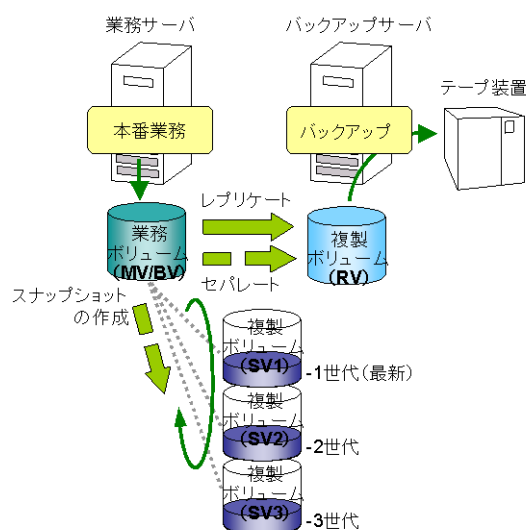 業務サーバ
バックアップサーバ
テープ装置
本番業務
バックアップ
レプリケート
業務
ボリューム
(MV/BV)
複製
ボリューム
(RV)
セパレート
スナップショット
の作成
複製
ボリューム
(SV1)
-1世代(最新)
複製
ボリューム
(SV2)
-2世代
複製
ボリューム
(SV3)
-3世代